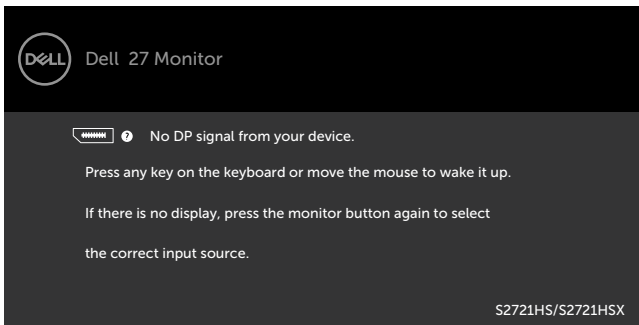 DELL
Dell 27 Monitor
? No DP signal from your device.
Press any key on the keyboard or move the mouse to wake it up.
If there is no display, press the monitor button again to select
the correct input source.
S2721HS/S2721HSX